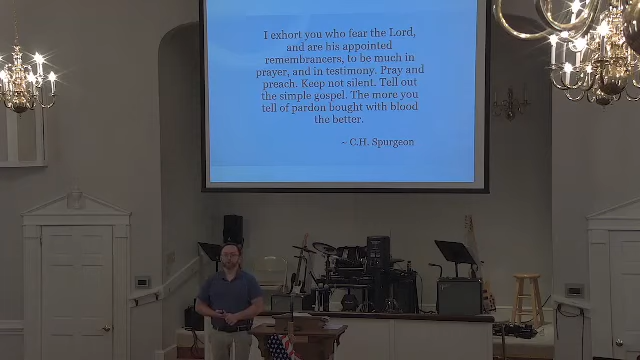 I exhort you who fear the Lord,
and are his appointed
remembrancers, to be much in
prayer, and in testimony. Pray and
preach. Keep not silent. Tell out
the simple gospel. The more you
tell of pardon bought with blood
the better.
~ C.H. Spurgeon